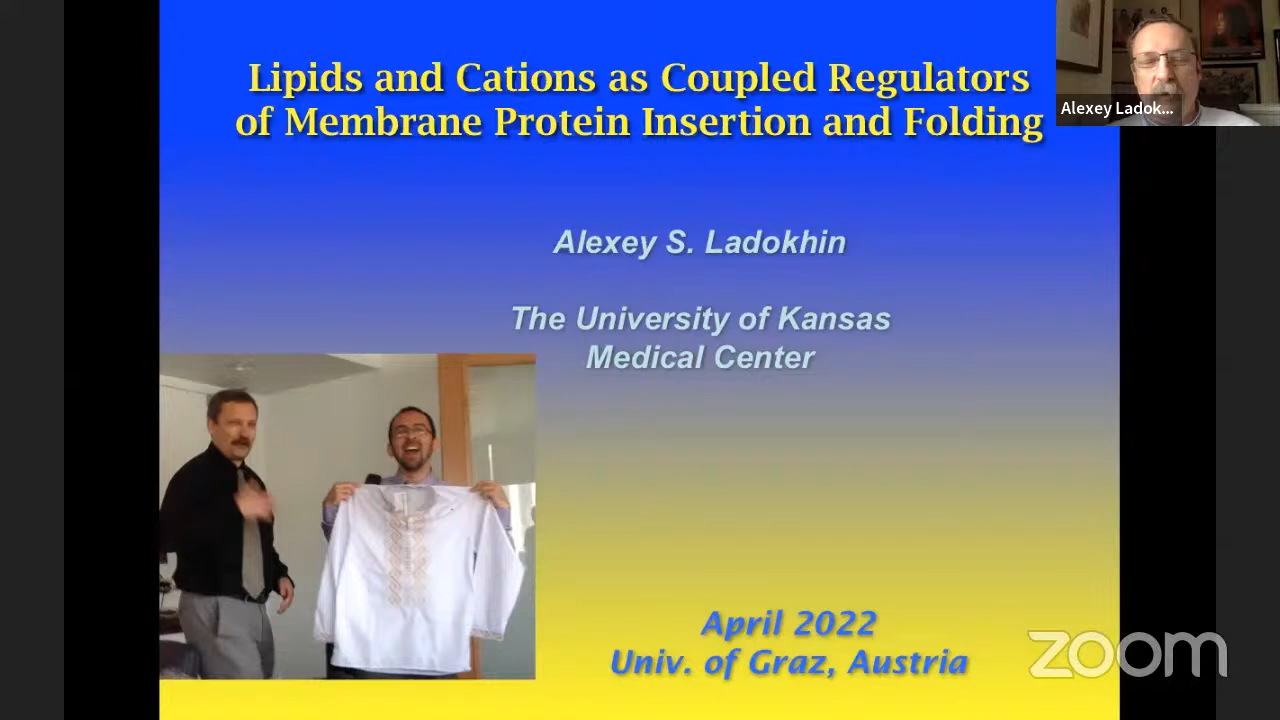 Lipids and Cations as Coupled Regulators
of Membrane Protein Insertion and Folding
Alexey Ladok...
Alexey S. Ladokhin
The University of Kansas
Medical Center
April 2022
Univ. of Graz, Austria
zoom